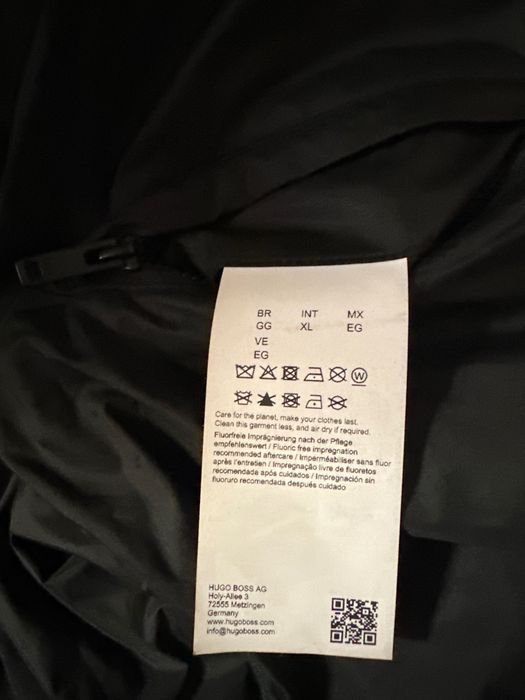 BR INT MX
GG XL EG
VE
EG
W
Care for the planet, make your clothes last.
Clean this garment less, and air dry if required.
Fluorfreie Imprägnierung nach der Pflege
empfehlenswert / Fluoric free impregnation
recommended aftercare / Imperméabiliser sans fluor
après l'entretien / Impregnação livre de fluoretos
recomendada após cuidados / Impregnación sin
fluoruro recomendada después cuidado
HUGO BOSS AG
Holy-Allee 3
72555 Metzingen
Germany
www.hugoboss.com
info@hugoboss.com